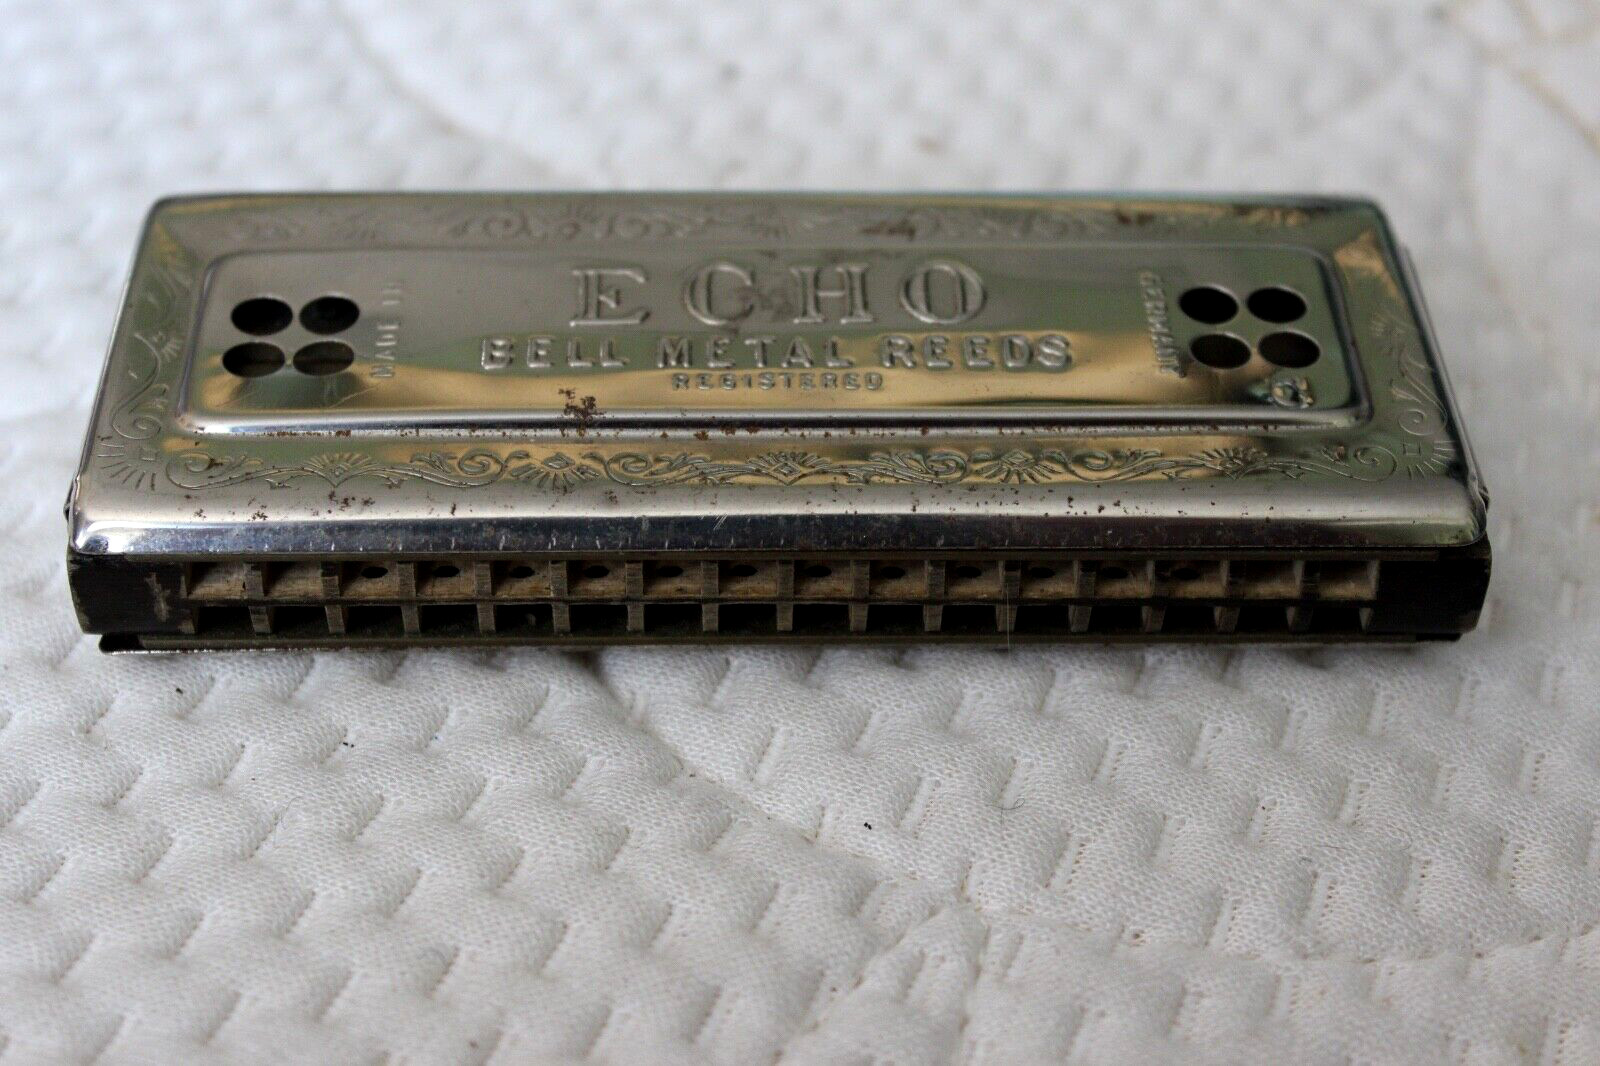 MADE IN
ECHO
BELL METAL REEDS
REGISTERED
GERMANY